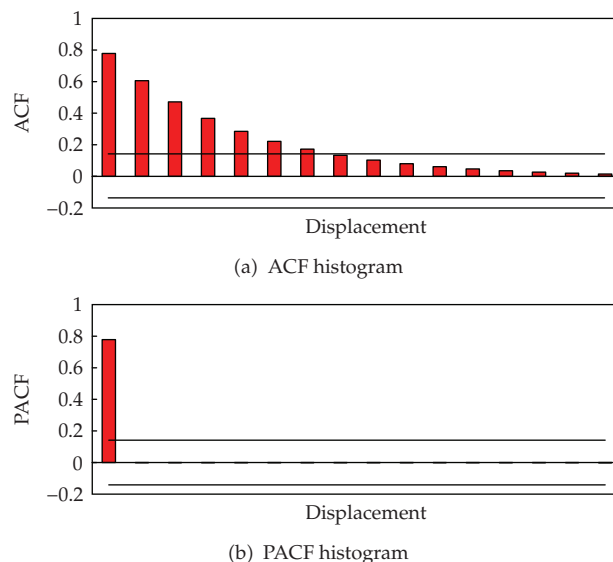 1
0.8
0.6
0.4
0.2
0
−0.2
ACF
Displacement
(a) ACF histogram
1
0.8
0.6
0.4
0.2
0
−0.2
PACF
Displacement
(b) PACF histogram